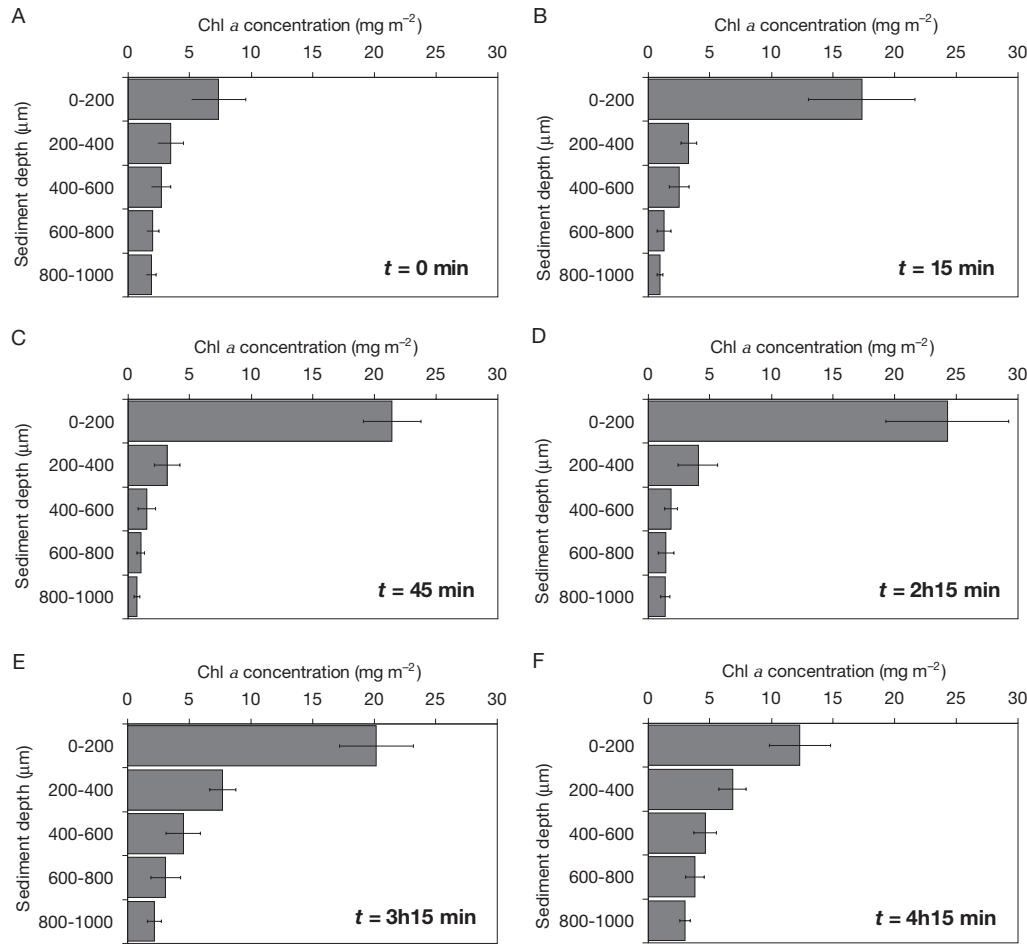 A
Chl a concentration (mg m−2)
0 5 10 15 20 25 30
Sediment depth (μm)
0-200
200-400
400-600
600-800
800-1000
t = 0 min
B
Chl a concentration (mg m−2)
0 5 10 15 20 25 30
Sediment depth (μm)
0-200
200-400
400-600
600-800
800-1000
t = 15 min
C
Chl a concentration (mg m−2)
0 5 10 15 20 25 30
Sediment depth (μm)
0-200
200-400
400-600
600-800
800-1000
t = 45 min
D
Chl a concentration (mg m−2)
0 5 10 15 20 25 30
Sediment depth (μm)
0-200
200-400
400-600
600-800
800-1000
t = 2h15 min
E
Chl a concentration (mg m−2)
0 5 10 15 20 25 30
Sediment depth (μm)
0-200
200-400
400-600
600-800
800-1000
t = 3h15 min
F
Chl a concentration (mg m−2)
0 5 10 15 20 25 30
Sediment depth (μm)
0-200
200-400
400-600
600-800
800-1000
t = 4h15 min